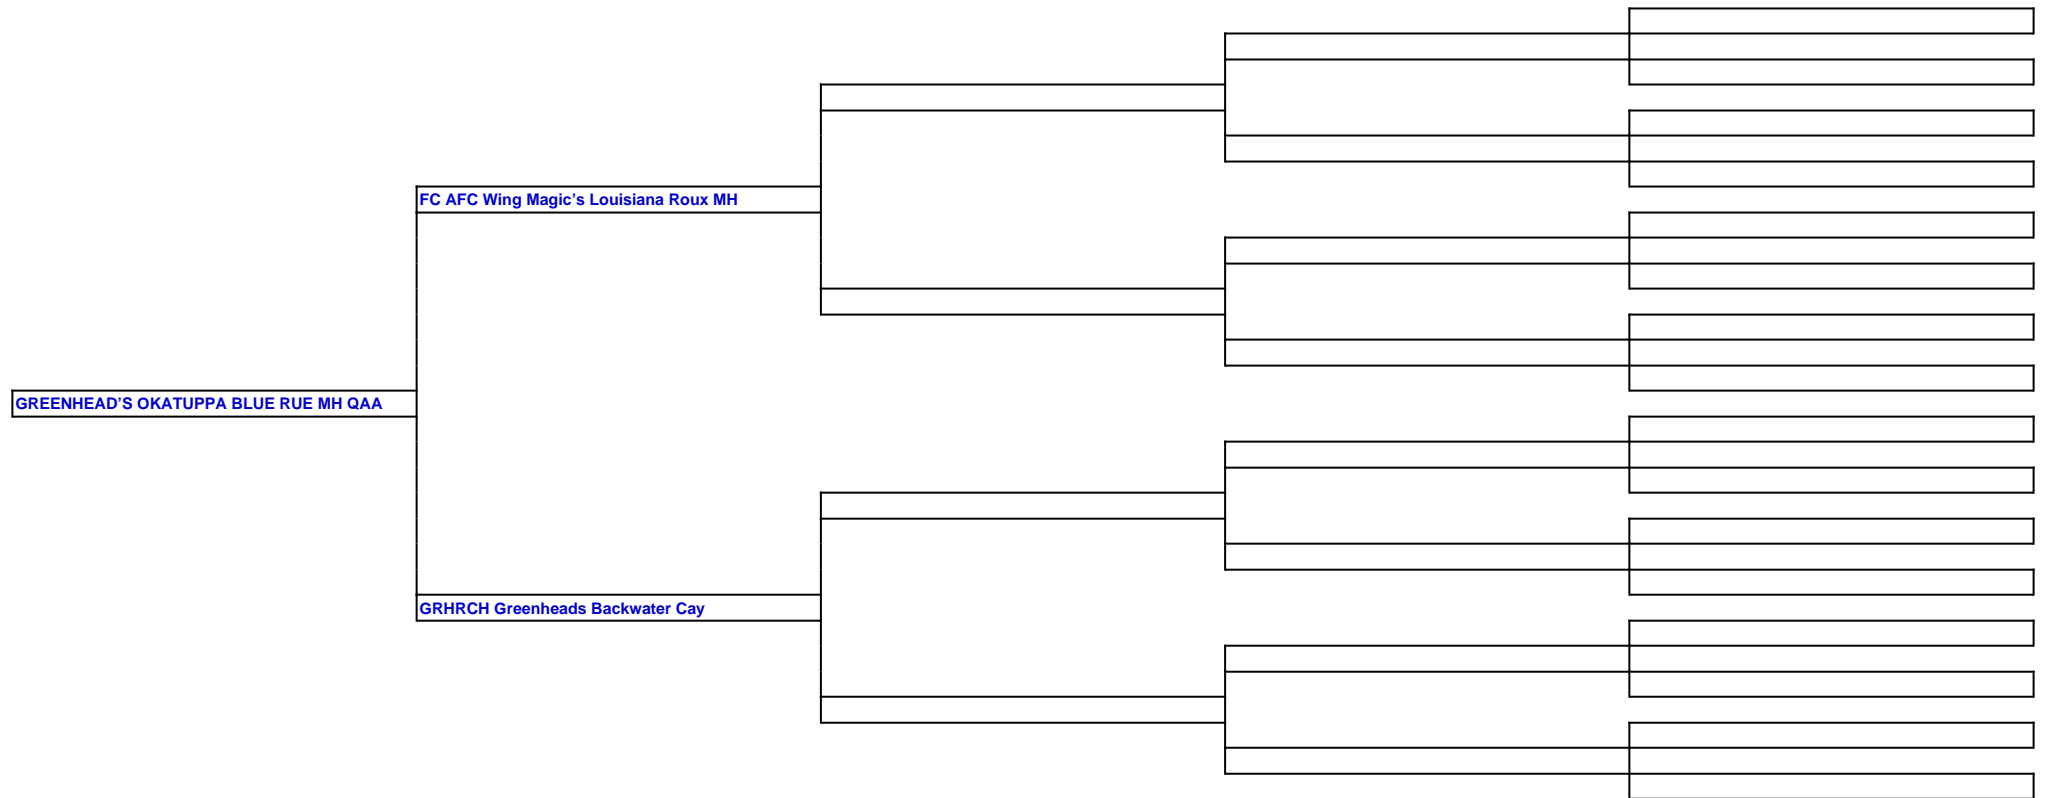 FC AFC Wing Magic’s Louisiana Roux MH
GREENHEAD’S OKATUPPA BLUE RUE MH QAA
GRHRCH Greenheads Backwater Cay